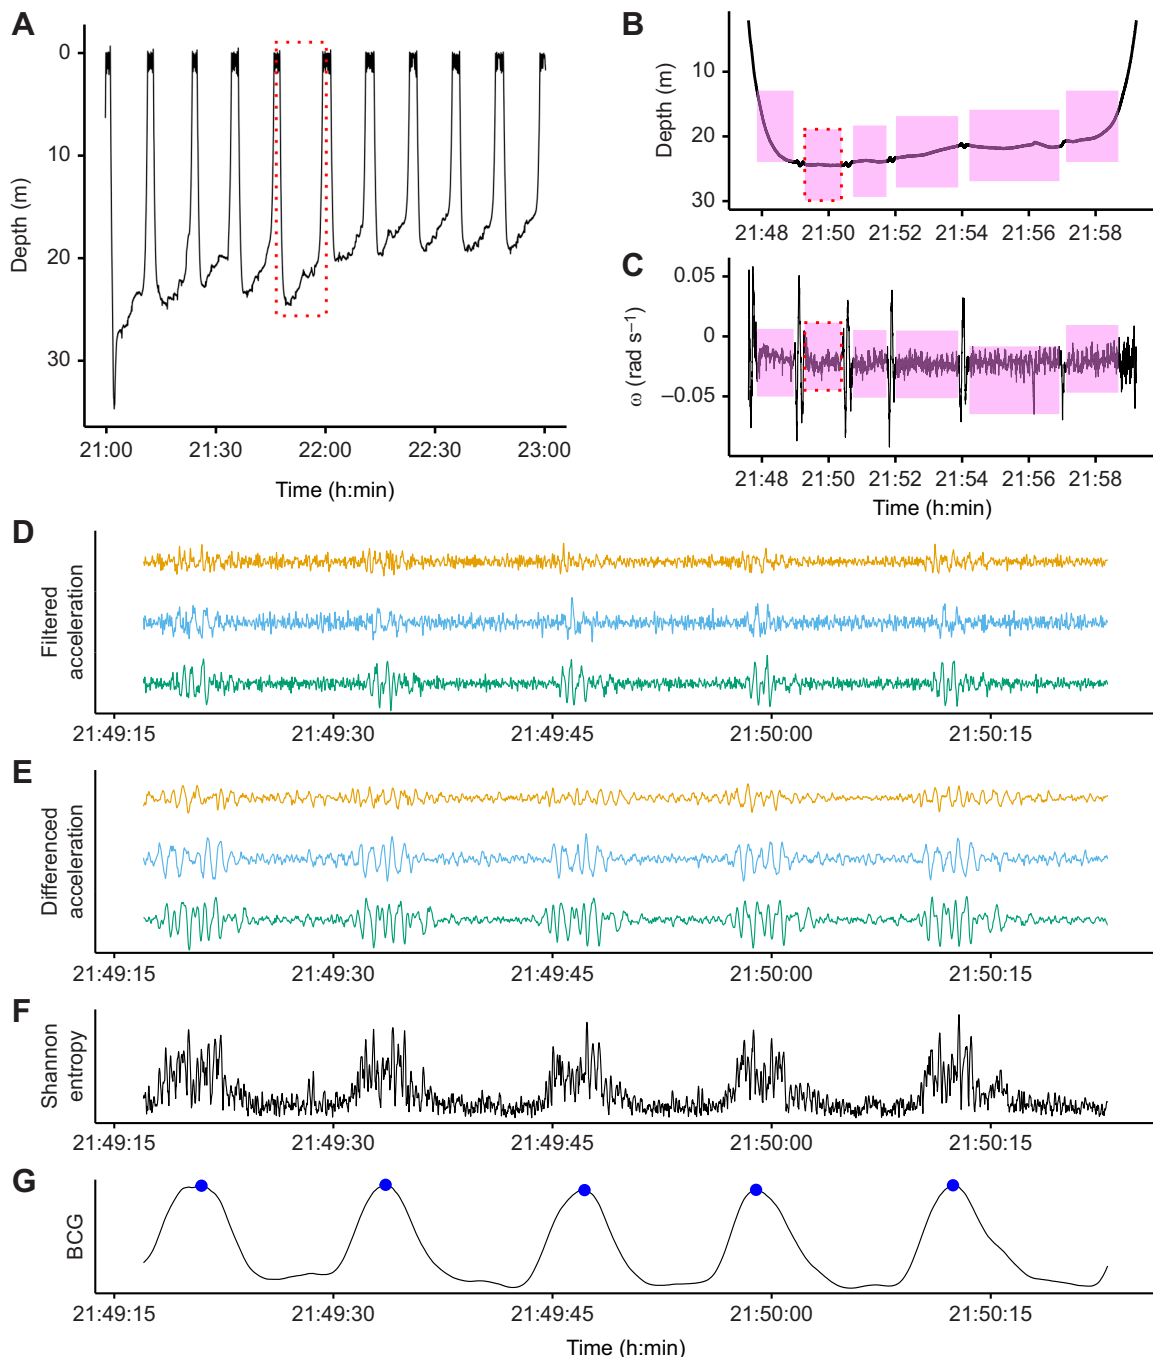 A
0
10
20
30
Depth (m)
21:00 21:30 22:00 22:30 23:00
Time (h:min)
B
10
20
30
Depth (m)
21:48 21:50 21:52 21:54 21:56 21:58
C
0.05
0
–0.05
ω (rad s–1)
21:48 21:50 21:52 21:54 21:56 21:58
Time (h:min)
D
Filtered
acceleration
21:49:15 21:49:30 21:49:45 21:50:00 21:50:15
E
Differenced
acceleration
21:49:15 21:49:30 21:49:45 21:50:00 21:50:15
F
Shannon
entropy
21:49:15 21:49:30 21:49:45 21:50:00 21:50:15
G
BCG
21:49:15 21:49:30 21:49:45 21:50:00 21:50:15
Time (h:min)